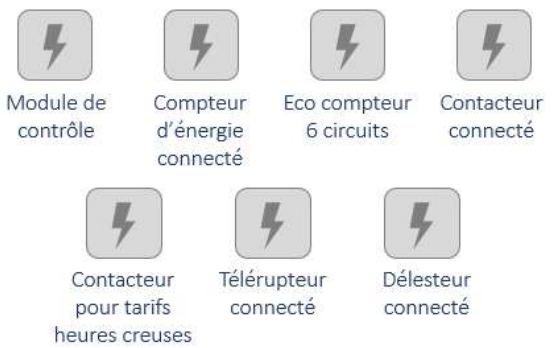 Module de
contrôle
Compteur
d'énergie
connecté
Eco compteur
6 circuits
Contacteur
connecté
Contacteur
pour tarifs
heures creuses
Télérupteur
connecté
Délesteur
connecté